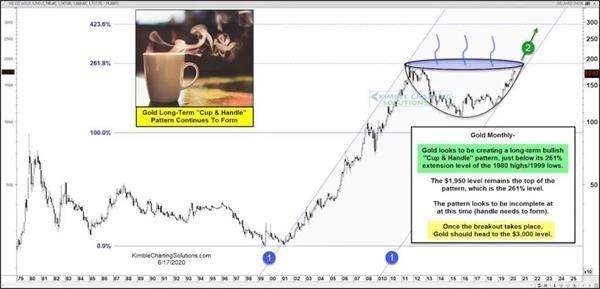 423.6%
261.8%
100.0%
0.0%
Gold Long-Term "Cup & Handle"
Pattern Continues To Form
KIMBLE CHARTING
SOLUTIONS
2
300
200
150
100
50
Gold Monthly-
Gold looks to be creating a long-term bullish
"Cup & Handle" pattern, just below its 261%
extension level of the 1980 highs/1999 lows.
The $1,950 level remains the top of the
pattern, which is the 261% level.
The pattern looks to be incomplete at
at this time (handle needs to form).
Once the breakout takes place,
Gold should head to the $3,000 level.
KimbleChartingSolutions.com
6/17/2020
1
1
79 80 81 82 83 84 85 86 87 88 89 90 91 92 93 94 95 96 97 98 99 00 01 02 03 04 05 06 07 08 09 10 11 12 13 14 15 16 17 18 19 20 21 22 23 24 25
x10